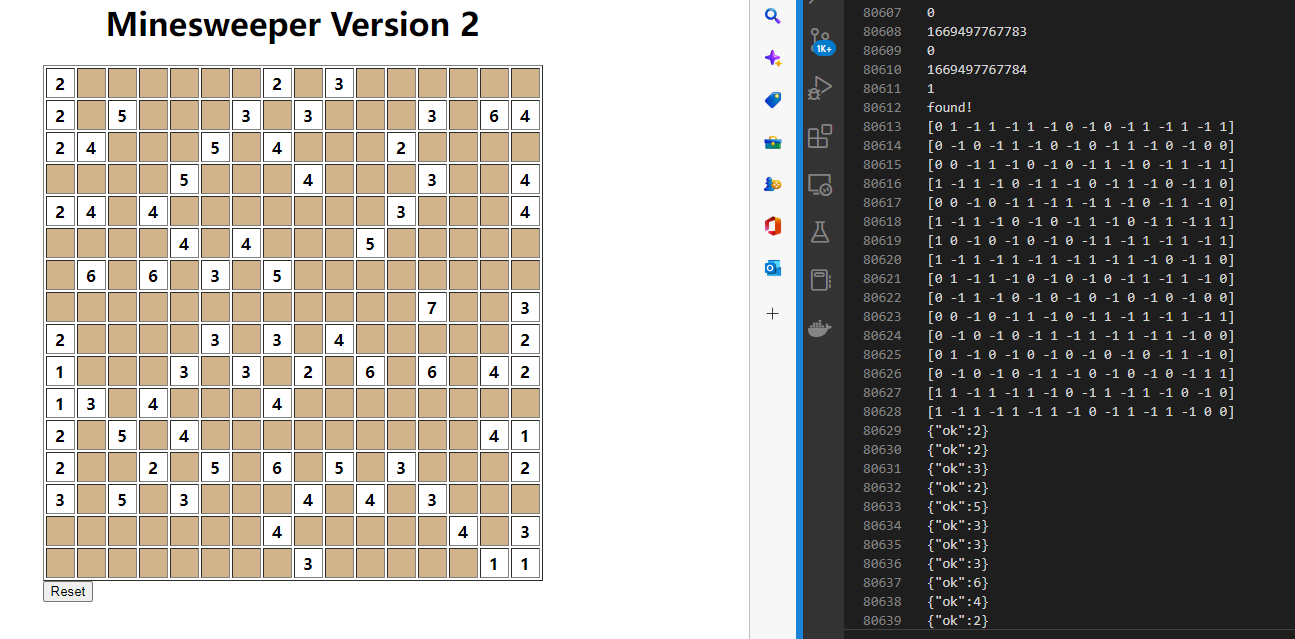 Minesweeper Version 2
2 2 3
2 5 3 3 3 6 4
2 4 5 4 2
5 4 3 4
2 4 4 3 4
4 4 5
6 6 3 5
7 3
2 3 3 4 2
1 3 3 2 6 6 4 2
1 3 4 4
2 5 4 4 1
2 2 5 6 5 3 2
3 5 3 4 4 3
4 4 3
3 1 1
Reset
1K+
80607 0
80608 1669497767783
80609 0
80610 1669497767784
80611 1
80612 found!
80613 [0 1 -1 1 -1 1 -1 0 -1 0 -1 1 -1 1 -1 1]
80614 [0 -1 0 -1 1 -1 0 -1 0 -1 1 -1 0 -1 0 0]
80615 [0 0 -1 1 -1 0 -1 0 -1 1 -1 0 -1 1 -1 1]
80616 [1 -1 1 -1 0 -1 1 -1 0 -1 1 -1 0 -1 1 0]
80617 [0 0 -1 0 -1 1 -1 1 -1 1 -1 0 -1 1 -1 0]
80618 [1 -1 1 -1 0 -1 0 -1 1 -1 0 -1 1 -1 1 1]
80619 [1 0 -1 0 -1 0 -1 0 -1 1 -1 1 -1 1 -1 1]
80620 [1 -1 1 -1 1 -1 1 -1 1 -1 1 -1 0 -1 1 0]
80621 [0 1 -1 1 -1 0 -1 0 -1 0 -1 1 -1 1 -1 0]
80622 [0 -1 1 -1 0 -1 0 -1 0 -1 0 -1 0 -1 0 0]
80623 [0 0 -1 0 -1 1 -1 0 -1 1 -1 1 -1 1 -1 1]
80624 [0 -1 0 -1 0 -1 1 -1 1 -1 1 -1 1 -1 0 0]
80625 [0 1 -1 0 -1 0 -1 0 -1 0 -1 0 -1 1 -1 0]
80626 [0 -1 0 -1 0 -1 1 -1 0 -1 0 -1 0 -1 1 1]
80627 [1 1 -1 1 -1 1 -1 0 -1 1 -1 1 -1 0 -1 0]
80628 [1 -1 1 -1 1 -1 1 -1 0 -1 1 -1 1 -1 0 0]
80629 {"ok":2}
80630 {"ok":2}
80631 {"ok":3}
80632 {"ok":2}
80633 {"ok":5}
80634 {"ok":3}
80635 {"ok":3}
80636 {"ok":3}
80637 {"ok":6}
80638 {"ok":4}
80639 {"ok":2}